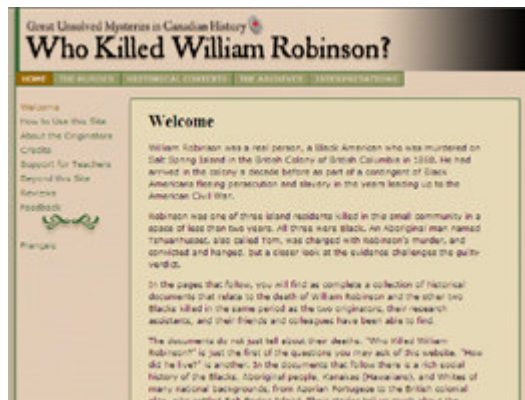 Great Unsolved Mysteries in Canadian History
Who Killed William Robinson?
HOME THE MURDER HISTORICAL CONTEXTS THE ARCHIVES INTERPRETATIONS
Welcome
How to Use this Site
About the Originators
Credits
Support for Teachers
Beyond this Site
Reviews
Feedback
Français
Welcome
William Robinson was a real person, a Black American who was murdered on
Salt Spring Island in the British Colony of British Columbia in 1868. He had
arrived in the colony a decade before as part of a contingent of Black
Americans fleeing persecution and slavery in the years leading up to the
American Civil War.
Robinson was one of three island residents killed in this small community in a
space of less than two years. All three were Black. An Aboriginal man named
Tshuanhusset, also called Tom, was charged with Robinson's murder, and
convicted and hanged, but a closer look at the evidence challenges the guilty
verdict.
In the pages that follow, you will find as complete a collection of historical
documents that relate to the death of William Robinson and the other two
Blacks killed in the same period as the two originators, their research
assistants, and their friends and colleagues have been able to find.
The documents do not just tell about their deaths. "Who Killed William
Robinson?" is just the first of the questions you may ask of this website. "How
did he live?" is another. In the documents that follow there is a rich social
history of the Blacks, Aboriginal people, Kanakas (Hawaiians), and Whites of
many national backgrounds, from Azorian Portugese to the British colonial